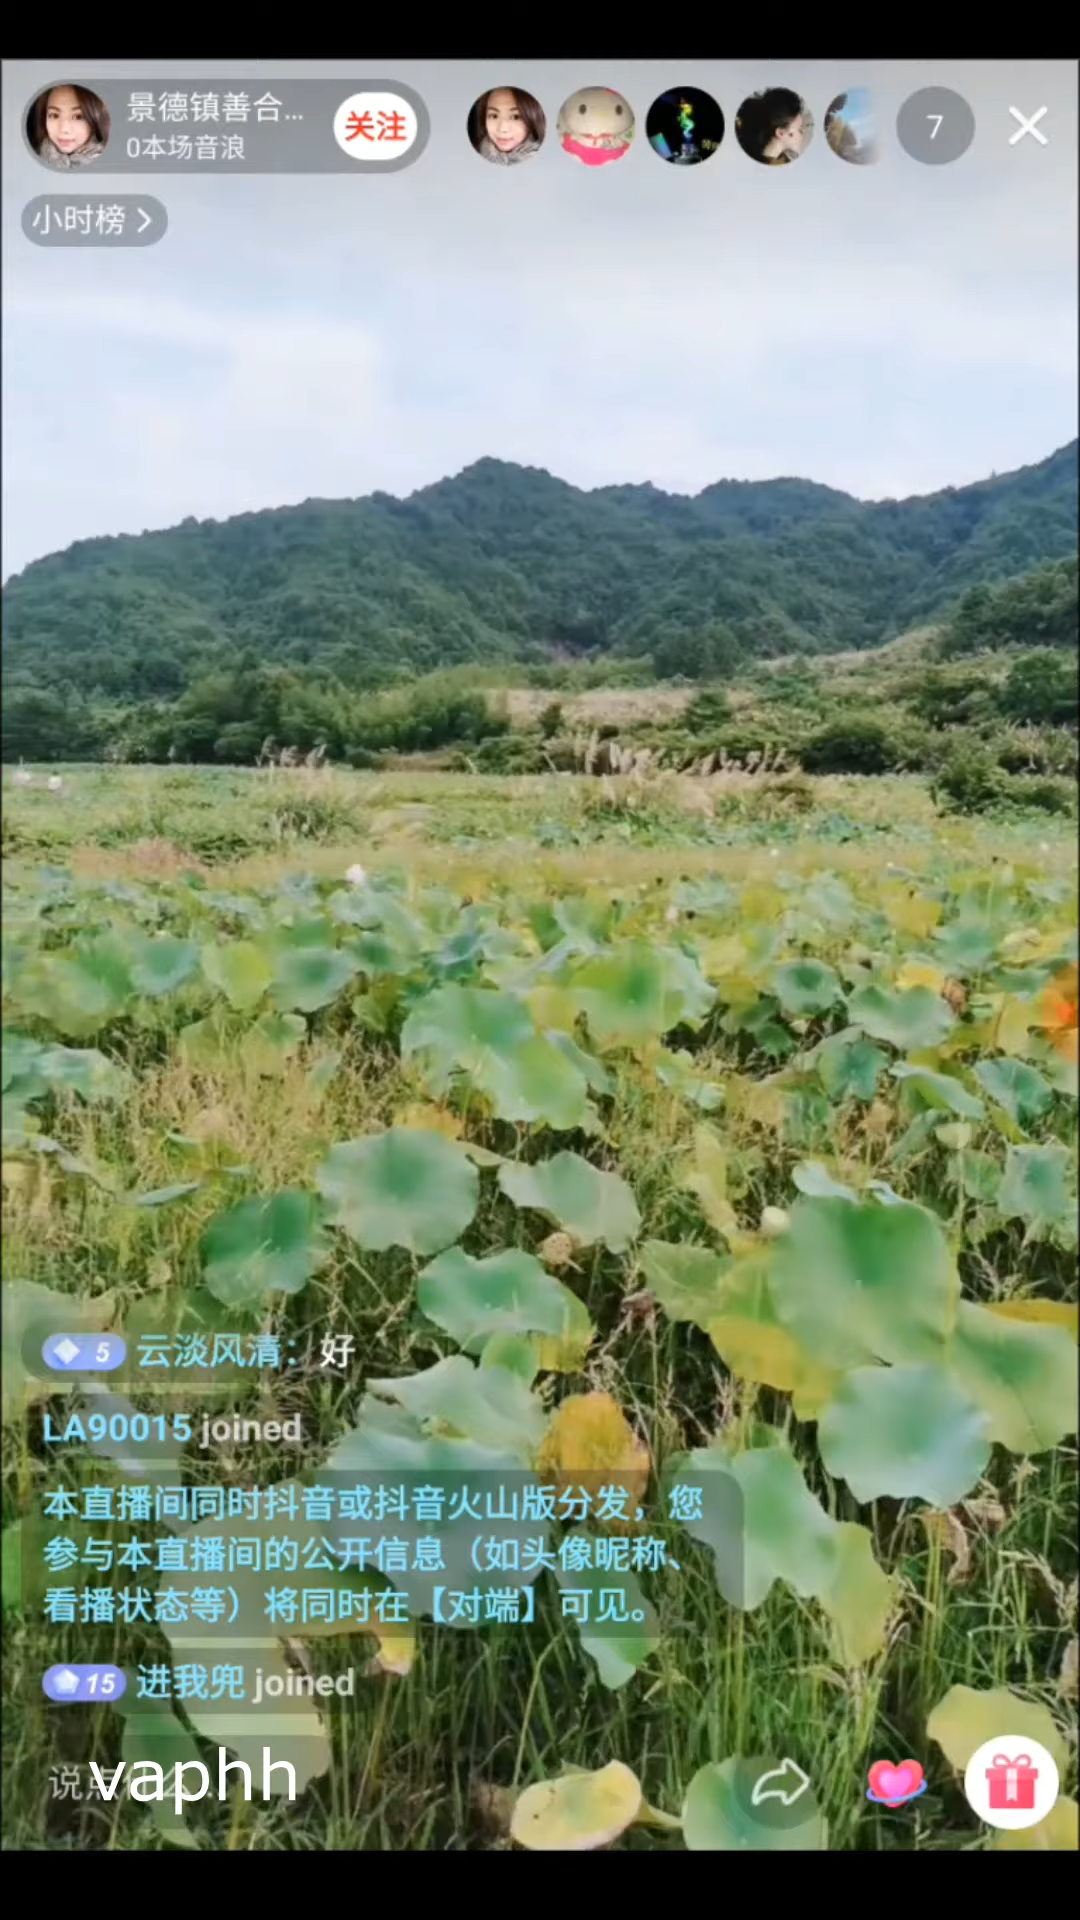 景德镇善合...
0本场音浪
关注
7
小时榜
5 云淡风清：好
LA90015 joined
本直播间同时抖音或抖音火山版分发，您
参与本直播间的公开信息（如头像昵称、
看播状态等）将同时在【对端】可见。
15 进我兜 joined
说点
vaphh